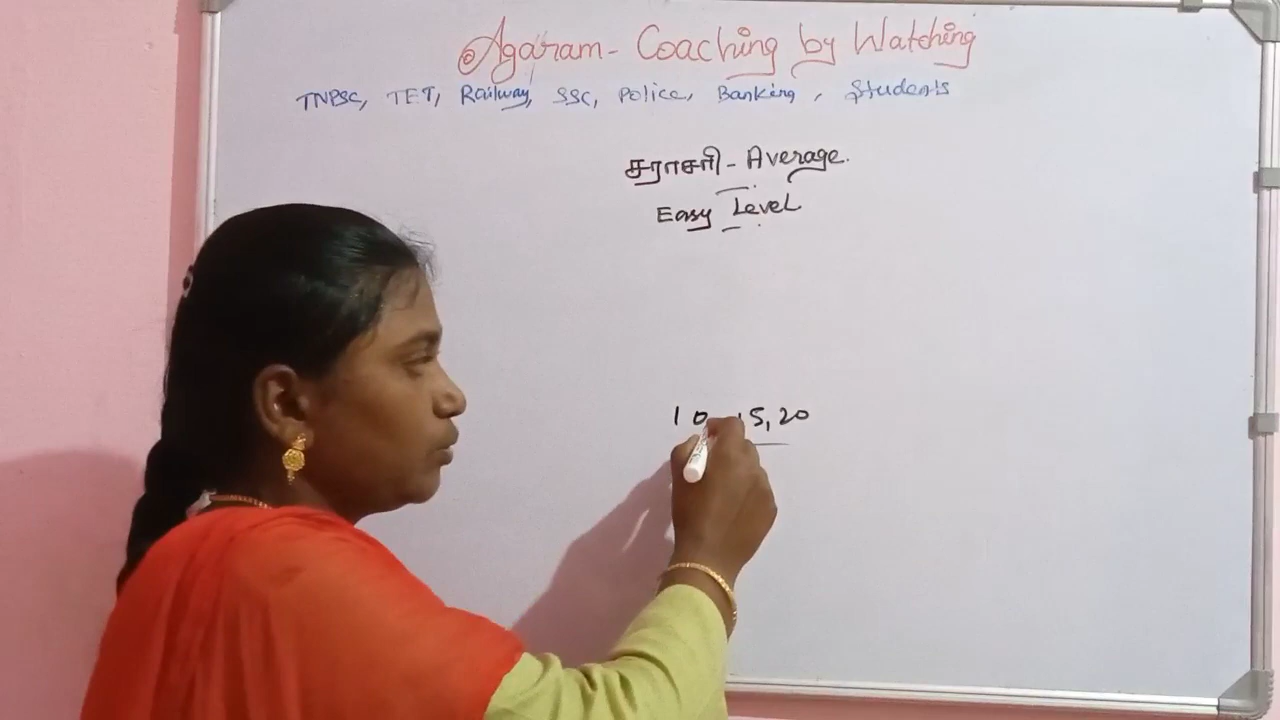 Agaram - Coaching by Watching
TNPSC, TET, Railway, SSC, Police, Banking, Students
சராசரி - Average.
Easy Level
10 15, 20